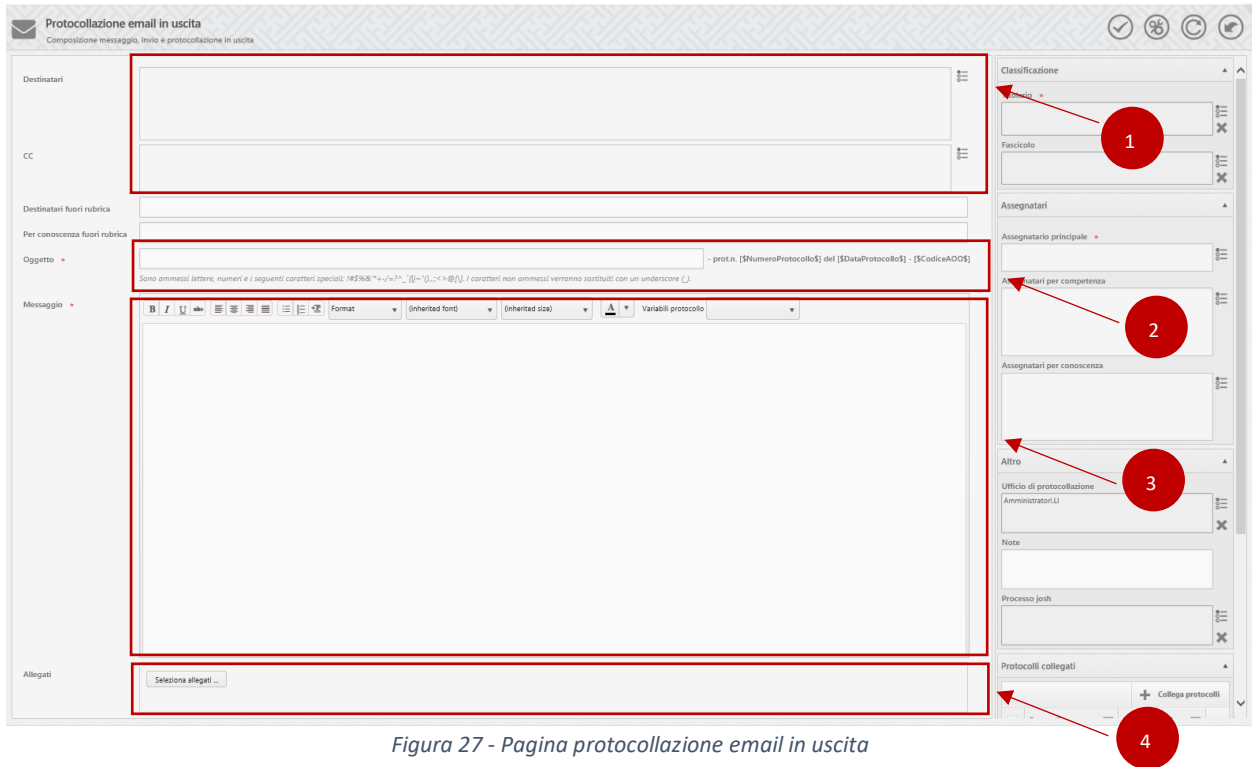 Protocollazione email in uscita
Composizione messaggio, invio e protocollazione in uscita
Destinatari
CC
Destinatari fuori rubrica
Per conoscenza fuori rubrica
Oggetto *
- prot.n. [$NumeroProtocollo$] del [$DataProtocollo$] - [$CodiceAOO$]
Sono ammessi lettere, numeri e i seguenti caratteri speciali: !#$%&'*+-/=?^_`{|}~"(),:;<>@[\]. I caratteri non ammessi verranno sostituiti con un underscore (_).
Messaggio *
B I U abc Format (inherited font) (inherited size) A Variabili protocollo
Allegati
Seleziona allegati ...
Classificazione
*
1
Fascicolo
Assegnatari
Assegnatario principale *
Assegnatari per competenza
2
Assegnatari per conoscenza
Altro
3
Ufficio di protocollazione
Amministratori.LI
Note
Processo josh
Protocolli collegati
Collega protocolli
4
Figura 27 - Pagina protocollazione email in uscita